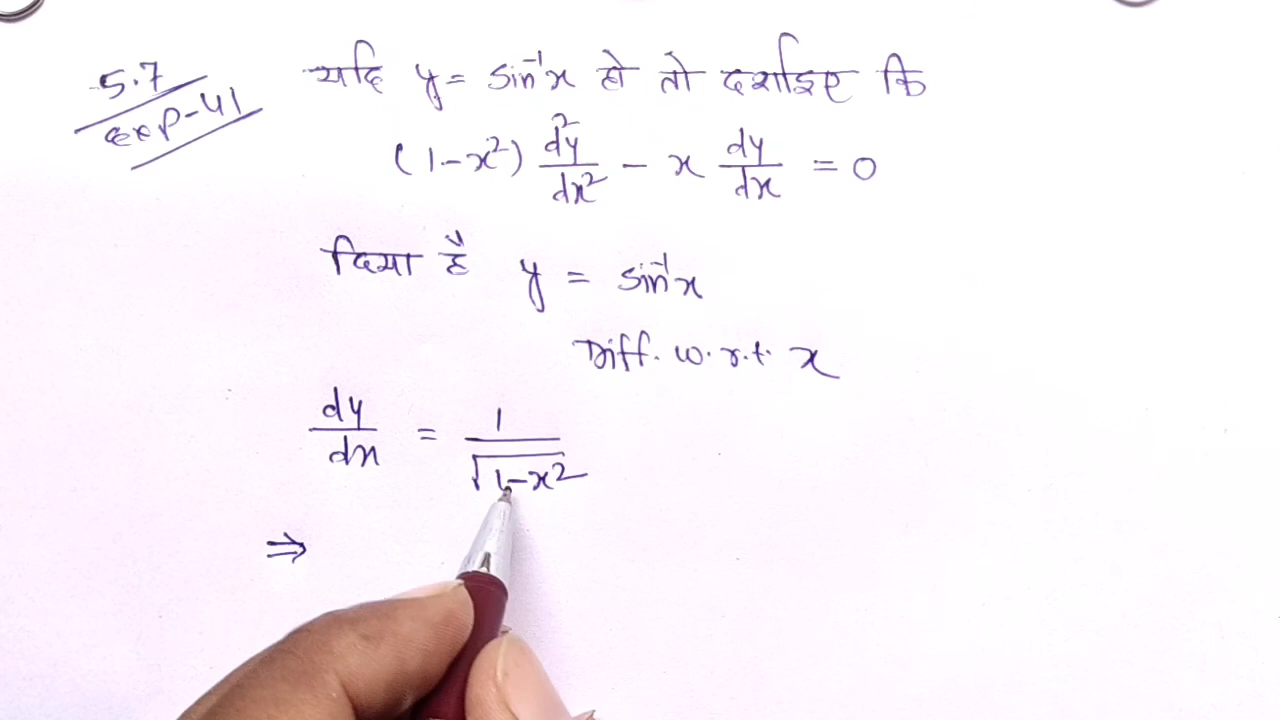 5.7
exp-41
यदि y = sin⁻¹x हो तो दर्शाइए कि
(1-x²) d²y/dx² - x dy/dx = 0
दिया है y = sin⁻¹x
Diff. w.r.t. x
dy/dx = 1/√1-x²
⇒